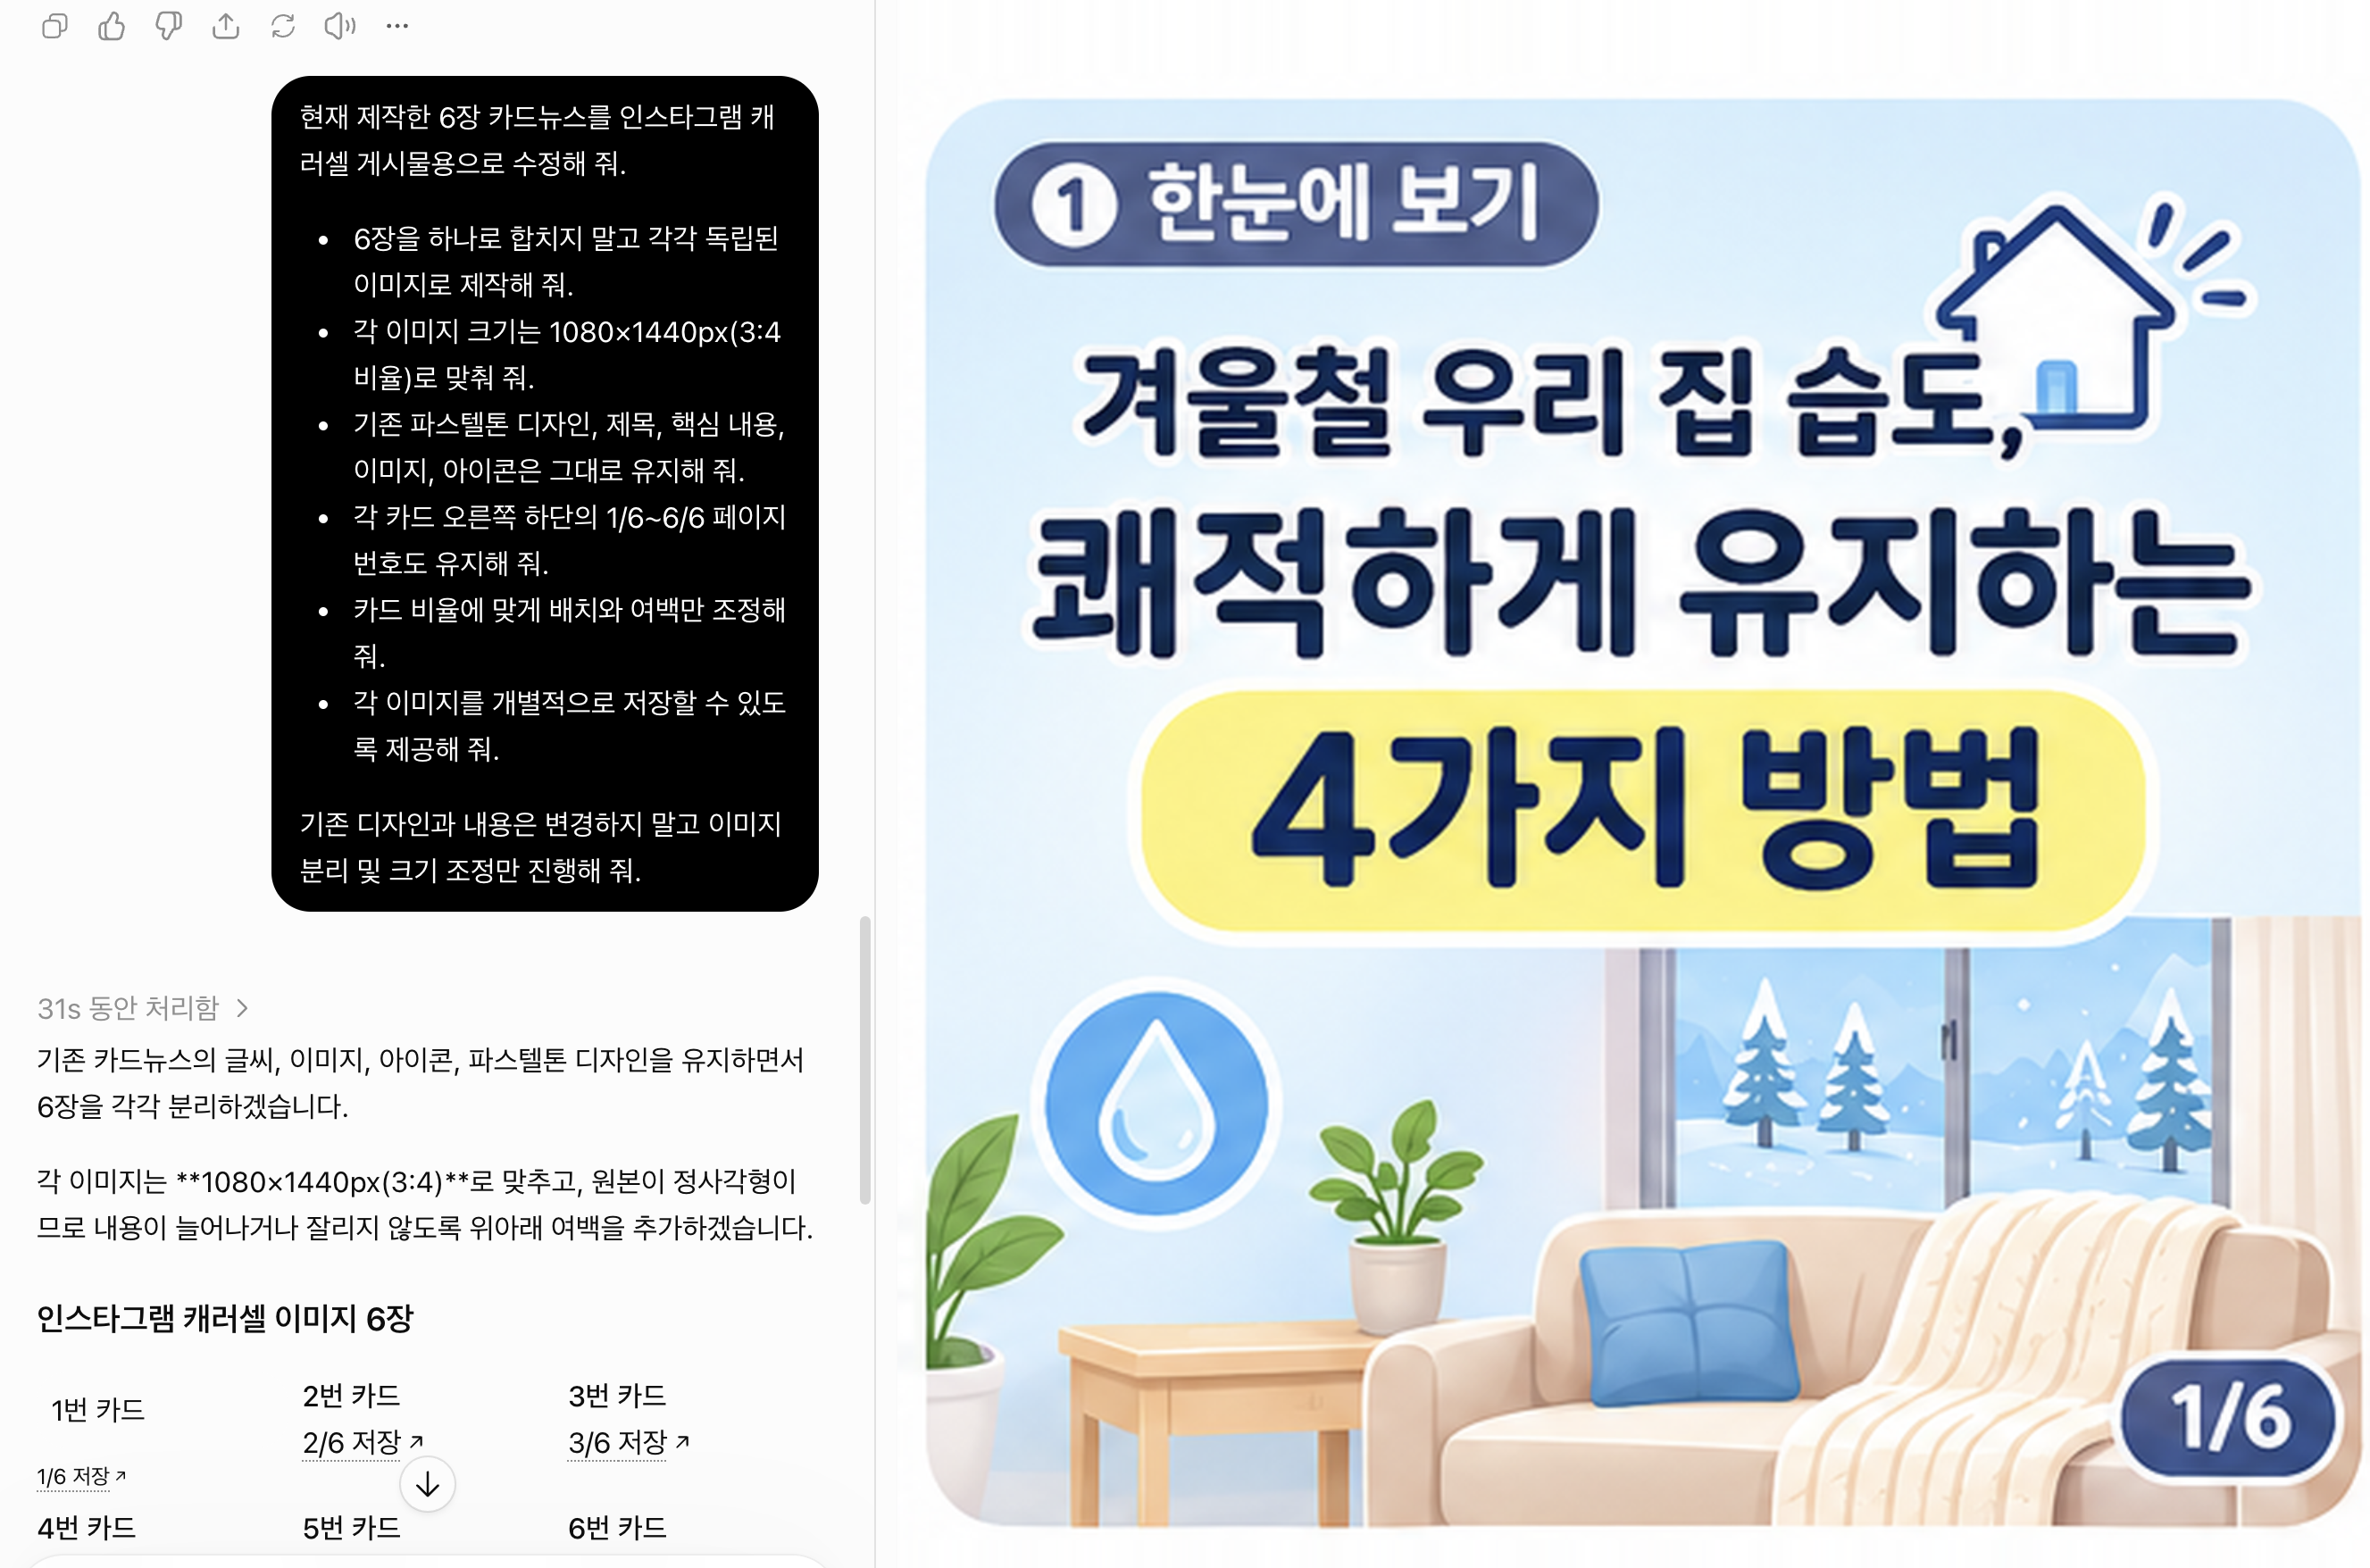 현재 제작한 6장 카드뉴스를 인스타그램 캐
러셀 게시물용으로 수정해 줘.
• 6장을 하나로 합치지 말고 각각 독립된
이미지로 제작해 줘.
• 각 이미지 크기는 1080×1440px(3:4
비율)로 맞춰 줘.
• 기존 파스텔톤 디자인, 제목, 핵심 내용,
이미지, 아이콘은 그대로 유지해 줘.
• 각 카드 오른쪽 하단의 1/6~6/6 페이지
번호도 유지해 줘.
• 카드 비율에 맞게 배치와 여백만 조정해
줘.
• 각 이미지를 개별적으로 저장할 수 있도
록 제공해 줘.
기존 디자인과 내용은 변경하지 말고 이미지
분리 및 크기 조정만 진행해 줘.
31s 동안 처리함
기존 카드뉴스의 글씨, 이미지, 아이콘, 파스텔톤 디자인을 유지하면서
6장을 각각 분리하겠습니다.
각 이미지는 **1080×1440px(3:4)**로 맞추고, 원본이 정사각형이
므로 내용이 늘어나거나 잘리지 않도록 위아래 여백을 추가하겠습니다.
인스타그램 캐러셀 이미지 6장
1번 카드
1/6 저장
2번 카드
2/6 저장
3번 카드
3/6 저장
4번 카드
5번 카드
6번 카드
1 한눈에 보기
겨울철 우리 집 습도,
쾌적하게 유지하는
4가지 방법
1/6